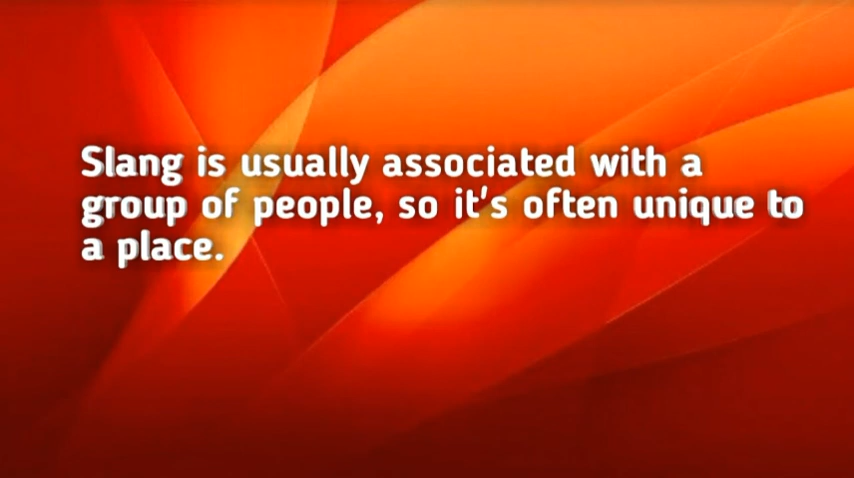 Slang is usually associated with a
group of people, so it's often unique to
a place.